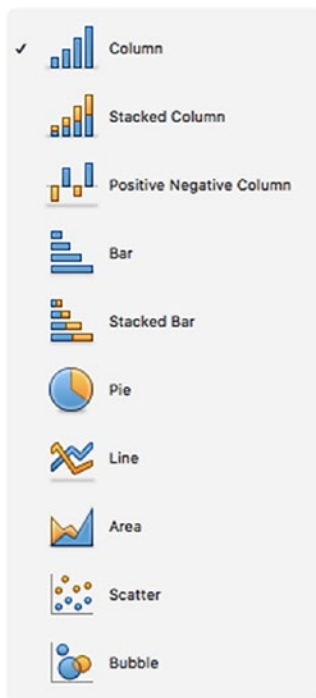 Column
Stacked Column
Positive Negative Column
Bar
Stacked Bar
Pie
Line
Area
Scatter
Bubble